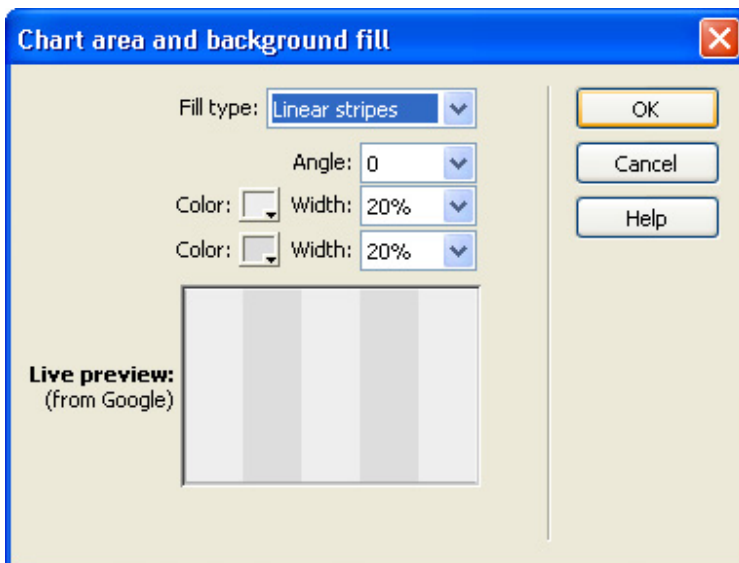 Chart area and background fill
Fill type: Linear stripes
OK
Angle: 0
Cancel
Color: Width: 20%
Help
Color: Width: 20%
Live preview:
(from Google)